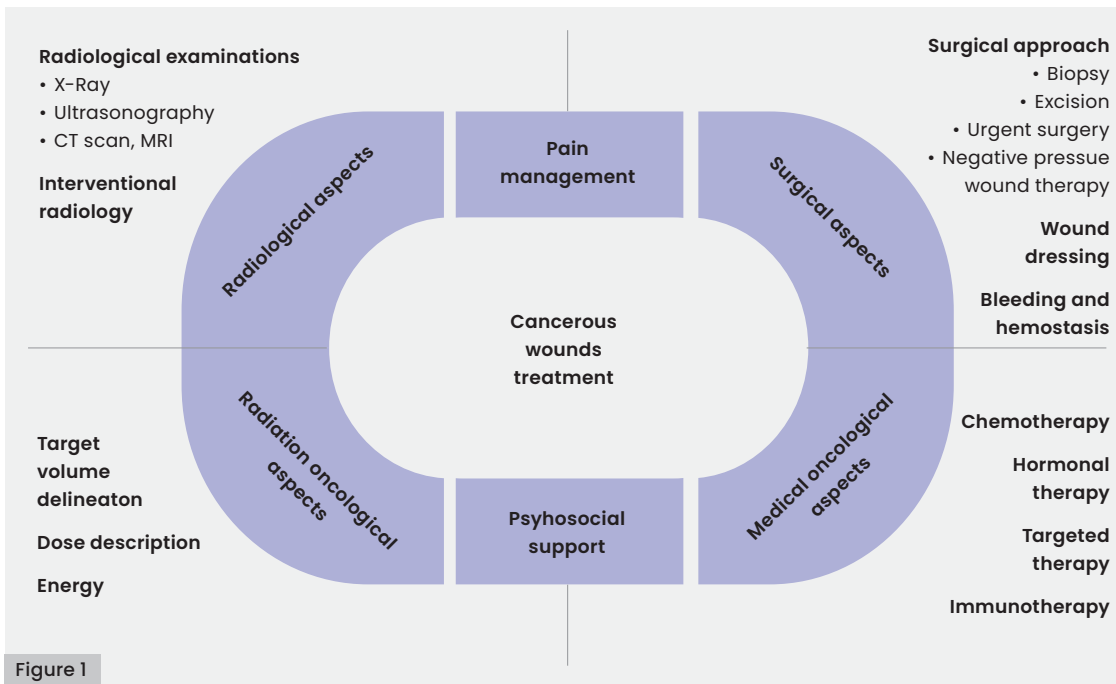 Radiological examinations
• X-Ray
• Ultrasonography
• CT scan, MRI
Interventional
radiology
Surgical approach
• Biopsy
• Excision
• Urgent surgery
• Negative pressue
wound therapy
Wound
dressing
Bleeding and
hemostasis
Radiological aspects
Pain
management
Surgical aspects
Cancerous
wounds
treatment
Radiation oncological
aspects
Psyhosocial
support
Medical oncological
aspects
Target
volume
delineaton
Dose description
Energy
Chemotherapy
Hormonal
therapy
Targeted
therapy
Immunotherapy
Figure 1